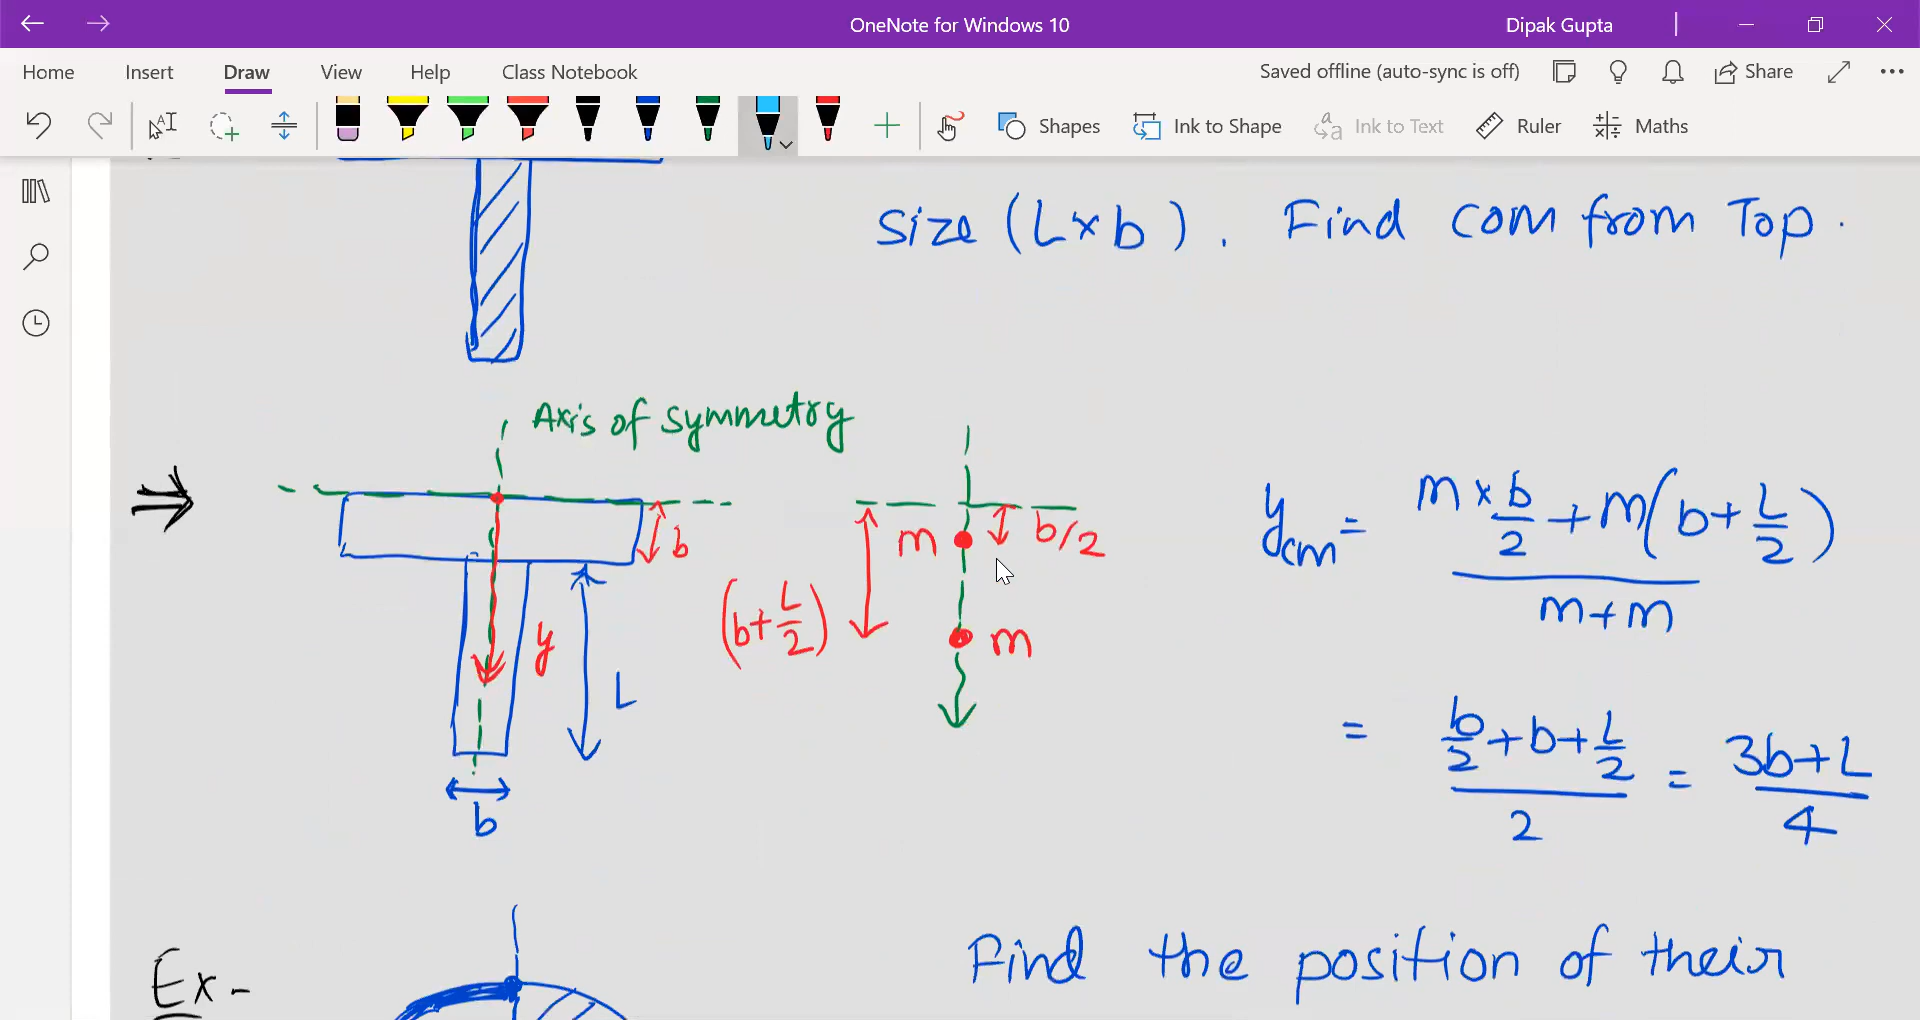 OneNote for Windows 10
Dipak Gupta
Home Insert Draw View Help Class Notebook
Saved offline (auto-sync is off) Share
Shapes Ink to Shape Ink to Text Ruler Maths
Size (L×b). Find COM from Top.
Axis of Symmetry
b
y
L
b
m b/2
(b+L/2)
m
ycm = (m×b/2 + m(b+L/2))/(m+m)
= (b/2+b+L/2)/2 = (3b+L)/4
Ex-
Find the position of their